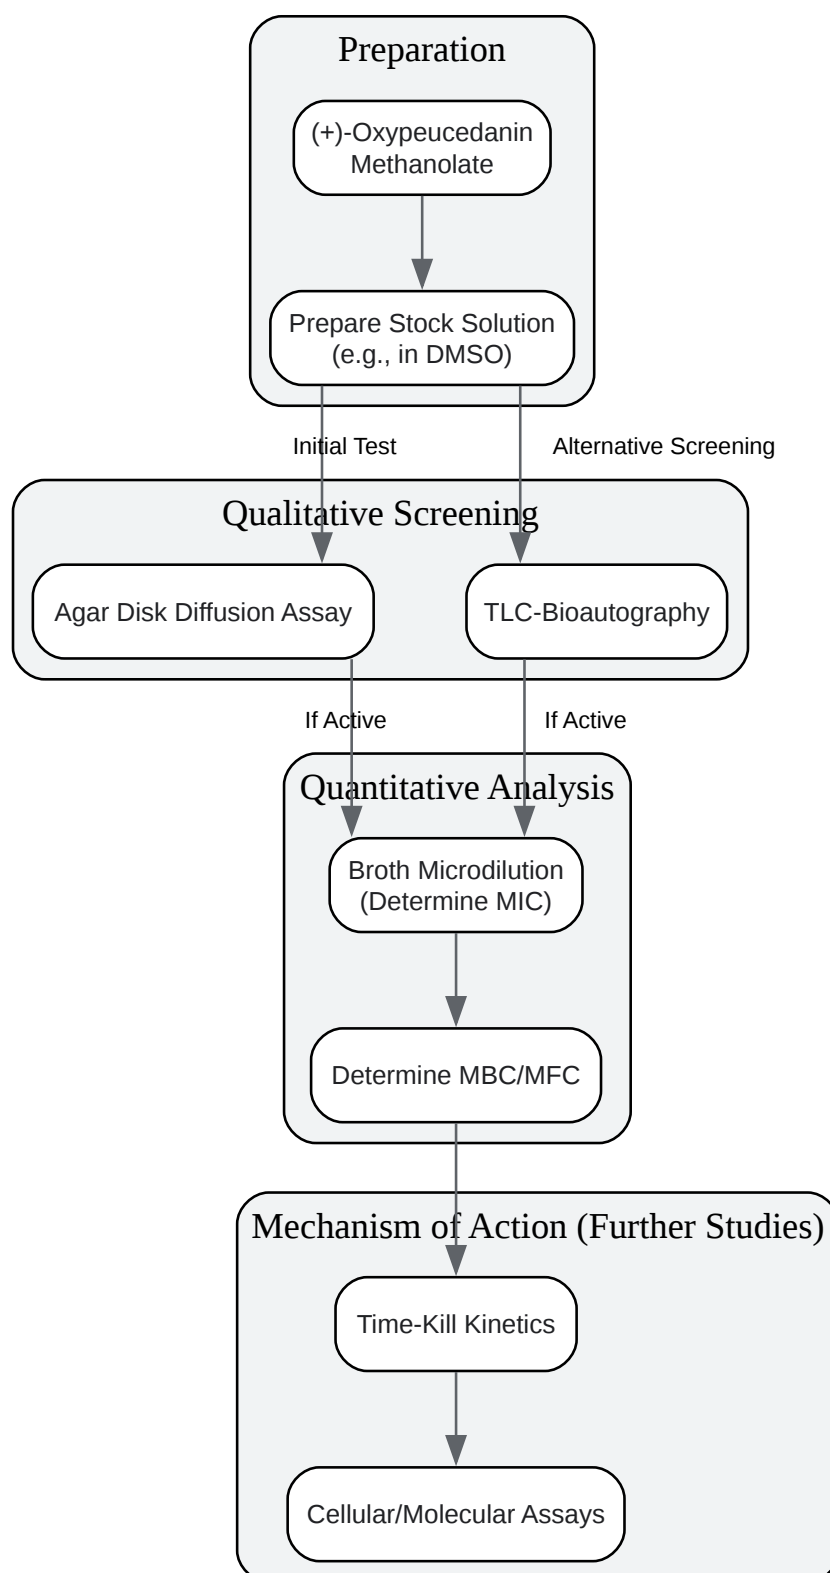 Preparation
(+)-Oxypeucedanin
Methanolate
Prepare Stock Solution
(e.g., in DMSO)
Initial Test
Alternative Screening
Qualitative Screening
Agar Disk Diffusion Assay
TLC-Bioautography
If Active
If Active
Quantitative Analysis
Broth Microdilution
(Determine MIC)
Determine MBC/MFC
Mechanism of Action (Further Studies)
Time-Kill Kinetics
Cellular/Molecular Assays